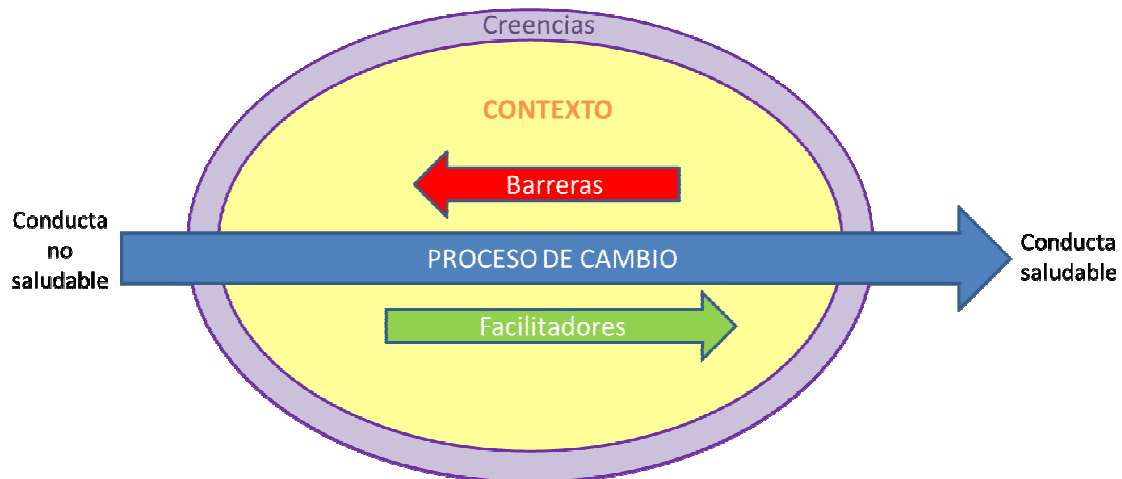 Creencias
CONTEXTO
Barreras
Conducta
no
saludable
PROCESO DE CAMBIO
Conducta
saludable
Facilitadores